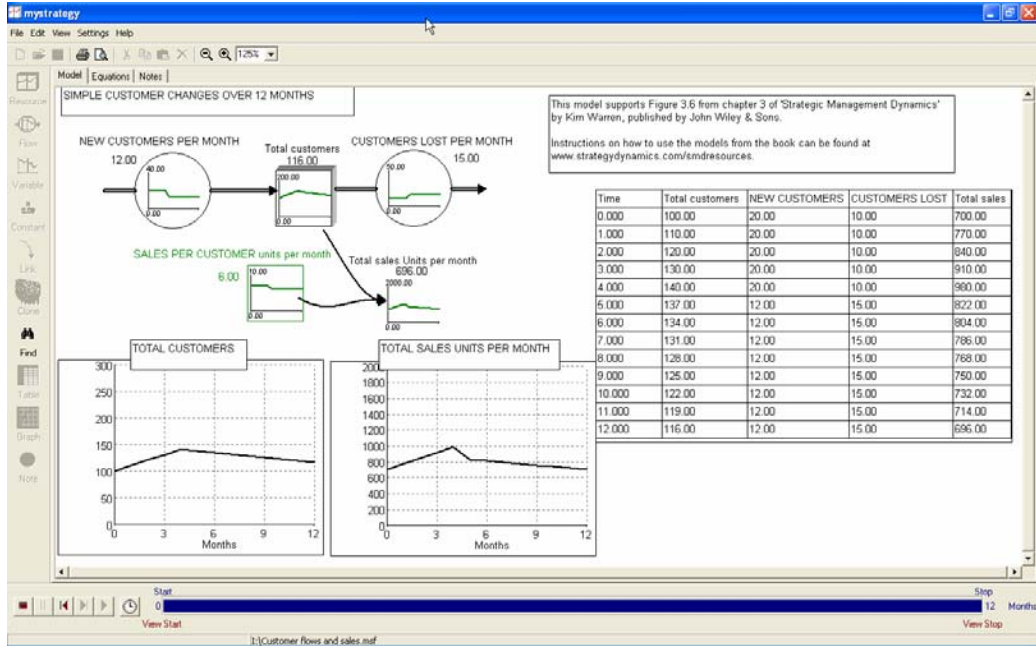 mystrategy
File Edit View Settings Help
125%
Model Equations Notes
Resource
Flow
Variable
Constant
Link
Clone
Find
Table
Graph
Note
SIMPLE CUSTOMER CHANGES OVER 12 MONTHS
This model supports Figure 3.6 from chapter 3 of 'Strategic Management Dynamics'
by Kim Warren, published by John Wiley & Sons.
Instructions on how to use the models from the book can be found at
www.strategydynamics.com/smdresources.
NEW CUSTOMERS PER MONTH
12.00
40.00
0.00
Total customers
116.00
200.00
0.00
CUSTOMERS LOST PER MONTH
15.00
50.00
0.00
SALES PER CUSTOMER units per month
6.00
10.00
0.00
Total sales Units per month
696.00
2000.00
0.00
Time Total customers NEW CUSTOMERS CUSTOMERS LOST Total sales
0.000 100.00 20.00 10.00 700.00
1.000 110.00 20.00 10.00 770.00
2.000 120.00 20.00 10.00 840.00
3.000 130.00 20.00 10.00 910.00
4.000 140.00 20.00 10.00 980.00
5.000 137.00 12.00 15.00 822.00
6.000 134.00 12.00 15.00 804.00
7.000 131.00 12.00 15.00 786.00
8.000 128.00 12.00 15.00 768.00
9.000 125.00 12.00 15.00 750.00
10.000 122.00 12.00 15.00 732.00
11.000 119.00 12.00 15.00 714.00
12.000 116.00 12.00 15.00 696.00
TOTAL CUSTOMERS
300
250
200
150
100
50
0
0 3 6 9 12
Months
TOTAL SALES UNITS PER MONTH
1800
1600
1400
1200
1000
800
600
400
200
0
0 3 6 9 12
Months
Start Stop
0 12 Months
View Start View Stop
I:\Customer flows and sales.msf